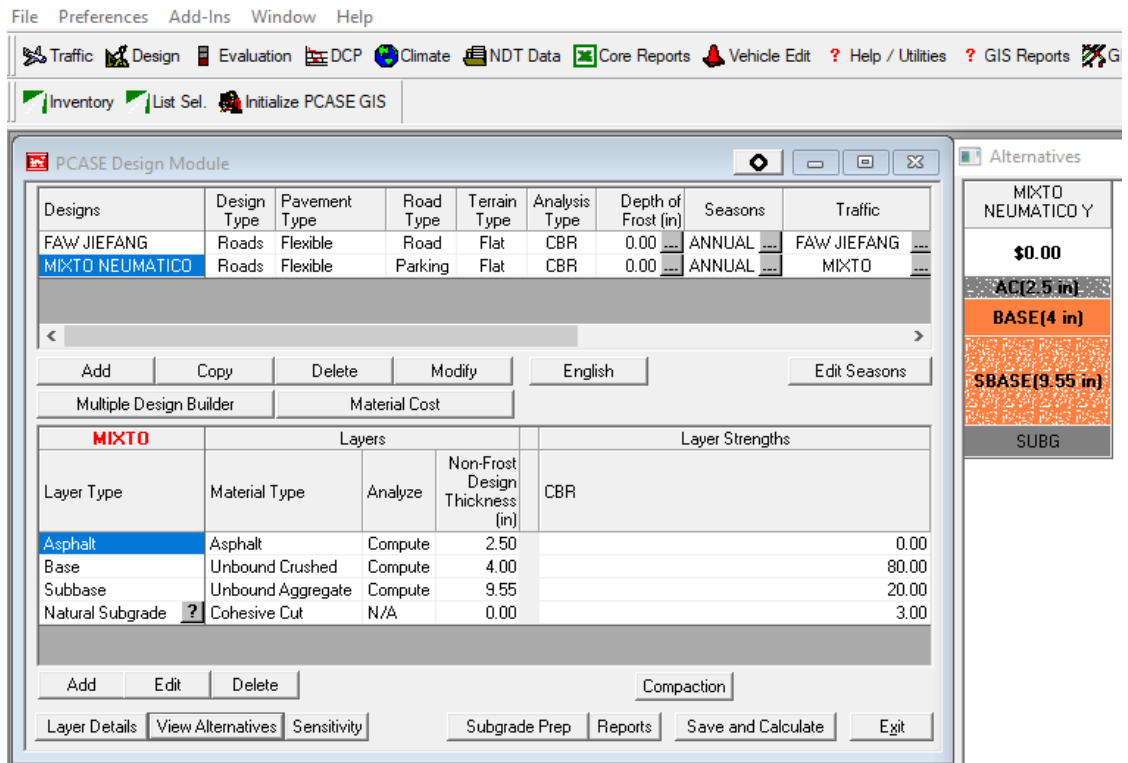 File Preferences Add-Ins Window Help
Traffic Design Evaluation DCP Climate NDT Data Core Reports Vehicle Edit ? Help / Utilities ? GIS Reports G
Inventory List Sel. Initialize PCASE GIS
PCASE Design Module
Designs Design Type Pavement Type Road Type Terrain Type Analysis Type Depth of Frost (in) Seasons Traffic
FAW JIEFANG Roads Flexible Road Flat CBR 0.00 ... ANNUAL ... FAW JIEFANG ...
MIXTO NEUMATICO Roads Flexible Parking Flat CBR 0.00 ... ANNUAL ... MIXTO ...
Add Copy Delete Modify English Edit Seasons
Multiple Design Builder Material Cost
MIXTO Layers Layer Strengths
Layer Type Material Type Analyze Non-Frost Design Thickness (in) CBR
Asphalt Asphalt Compute 2.50 0.00
Base Unbound Crushed Compute 4.00 80.00
Subbase Unbound Aggregate Compute 9.55 20.00
Natural Subgrade ? Cohesive Cut N/A 0.00 3.00
Add Edit Delete Compaction
Layer Details View Alternatives Sensitivity Subgrade Prep Reports Save and Calculate Exit
Alternatives
MIXTO
NEUMATICO Y
$0.00
AC(2.5 in)
BASE(4 in)
SBASE(9.55 in)
SUBG